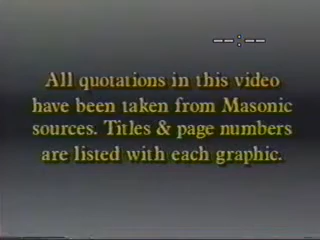 --:--
All quotations in this video
have been taken from Masonic
sources. Titles & page numbers
are listed with each graphic.